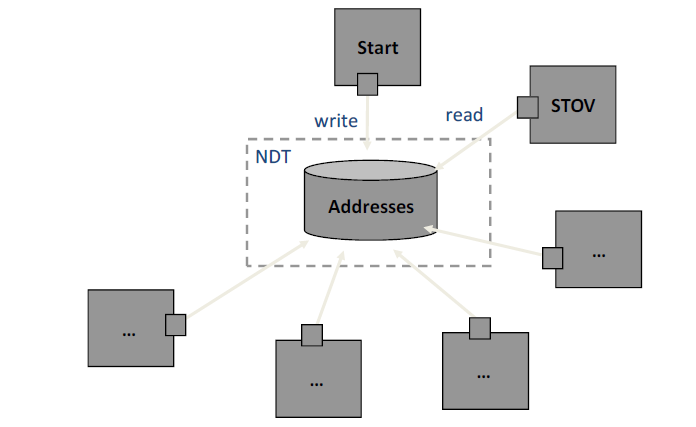 Start
write
read
STOV
NDT
Addresses
...
...
...
...